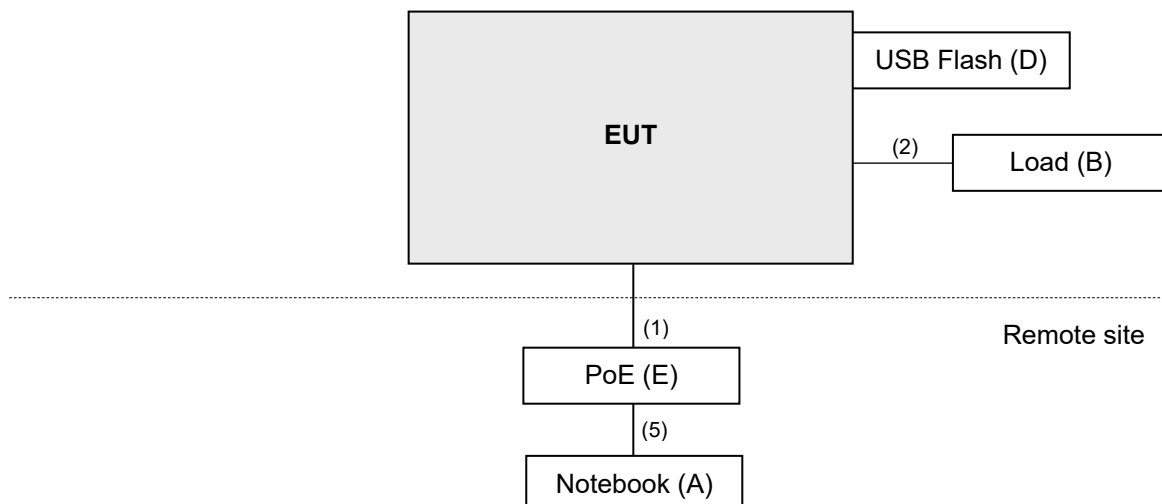 USB Flash (D)
EUT
(2)
Load (B)
(1)
Remote site
PoE (E)
(5)
Notebook (A)